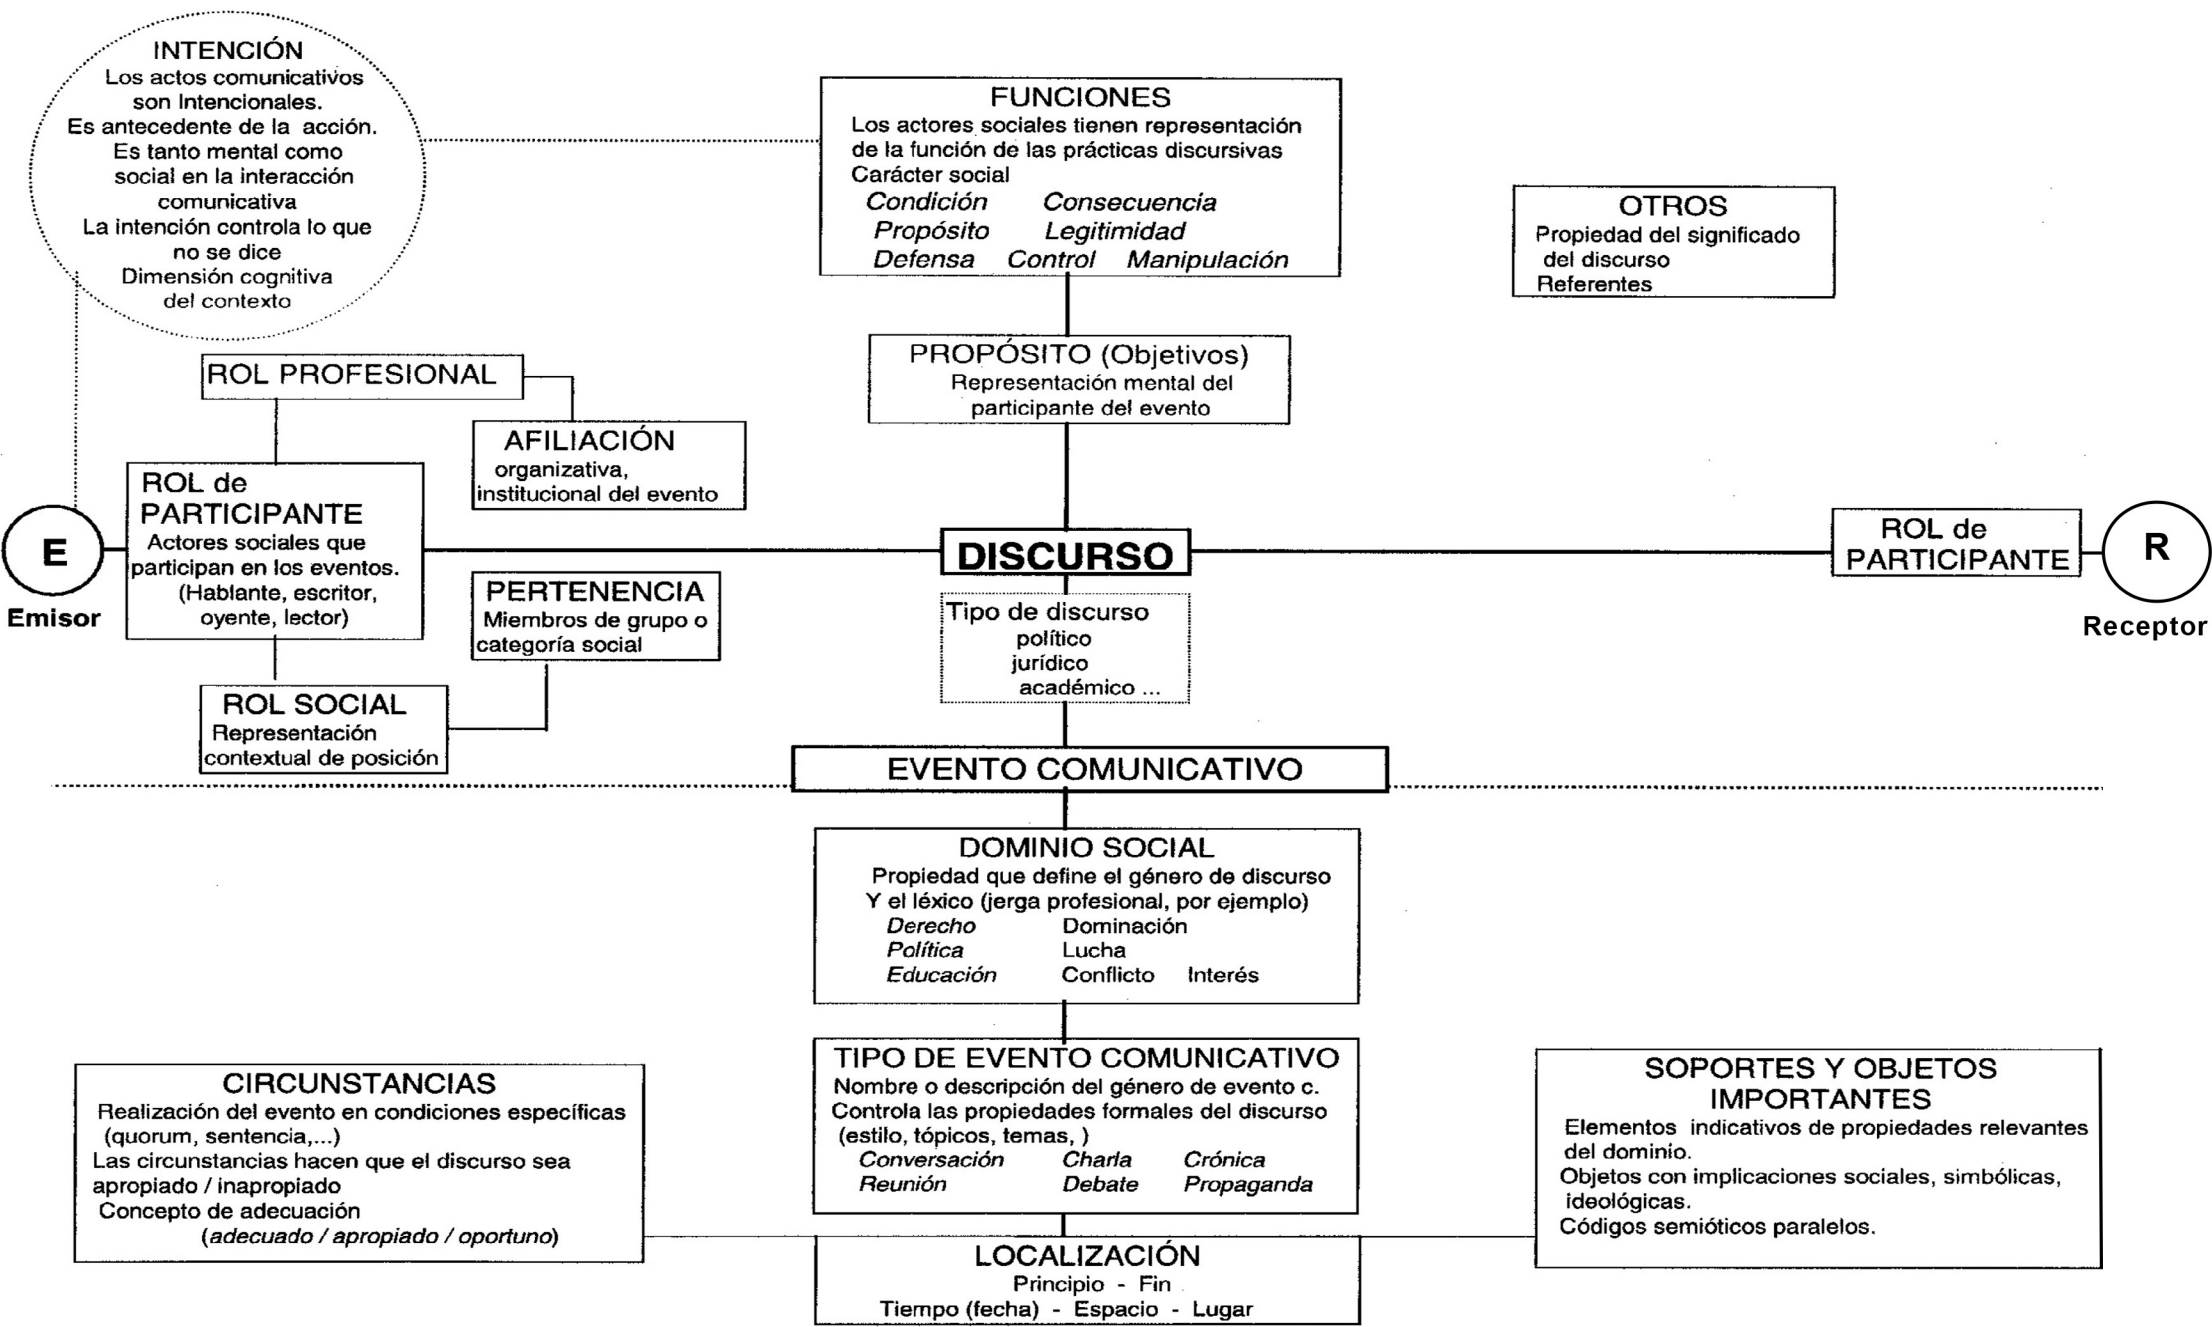 INTENCIÓN
Los actos comunicativos
son Intencionales.
Es antecedente de la acción.
Es tanto mental como
social en la interacción
comunicativa
La intención controla lo que
no se dice
Dimensión cognitiva
del contexto
FUNCIONES
Los actores sociales tienen representación
de la función de las prácticas discursivas
Carácter social
Condición Consecuencia
Propósito Legitimidad
Defensa Control Manipulación
OTROS
Propiedad del significado
del discurso
Referentes
PROPÓSITO (Objetivos)
Representación mental del
participante del evento
ROL PROFESIONAL
AFILIACIÓN
organizativa,
institucional del evento
E
Emisor
ROL de
PARTICIPANTE
Actores sociales que
participan en los eventos.
(Hablante, escritor,
oyente, lector)
DISCURSO
ROL de
PARTICIPANTE
R
Receptor
PERTENENCIA
Miembros de grupo o
categoría social
Tipo de discurso
político
jurídico
académico ...
ROL SOCIAL
Representación
contextual de posición
EVENTO COMUNICATIVO
DOMINIO SOCIAL
Propiedad que define el género de discurso
Y el léxico (jerga profesional, por ejemplo)
Derecho Dominación
Política Lucha
Educación Conflicto Interés
TIPO DE EVENTO COMUNICATIVO
Nombre o descripción del género de evento c.
Controla las propiedades formales del discurso
(estilo, tópicos, temas, )
Conversación Charla Crónica
Reunión Debate Propaganda
CIRCUNSTANCIAS
Realización del evento en condiciones específicas
(quorum, sentencia,...)
Las circunstancias hacen que el discurso sea
apropiado / inapropiado
Concepto de adecuación
(adecuado / apropiado / oportuno)
SOPORTES Y OBJETOS
IMPORTANTES
Elementos indicativos de propiedades relevantes
del dominio.
Objetos con implicaciones sociales, simbólicas,
ideológicas.
Códigos semióticos paralelos.
LOCALIZACIÓN
Principio - Fin
Tiempo (fecha) - Espacio - Lugar